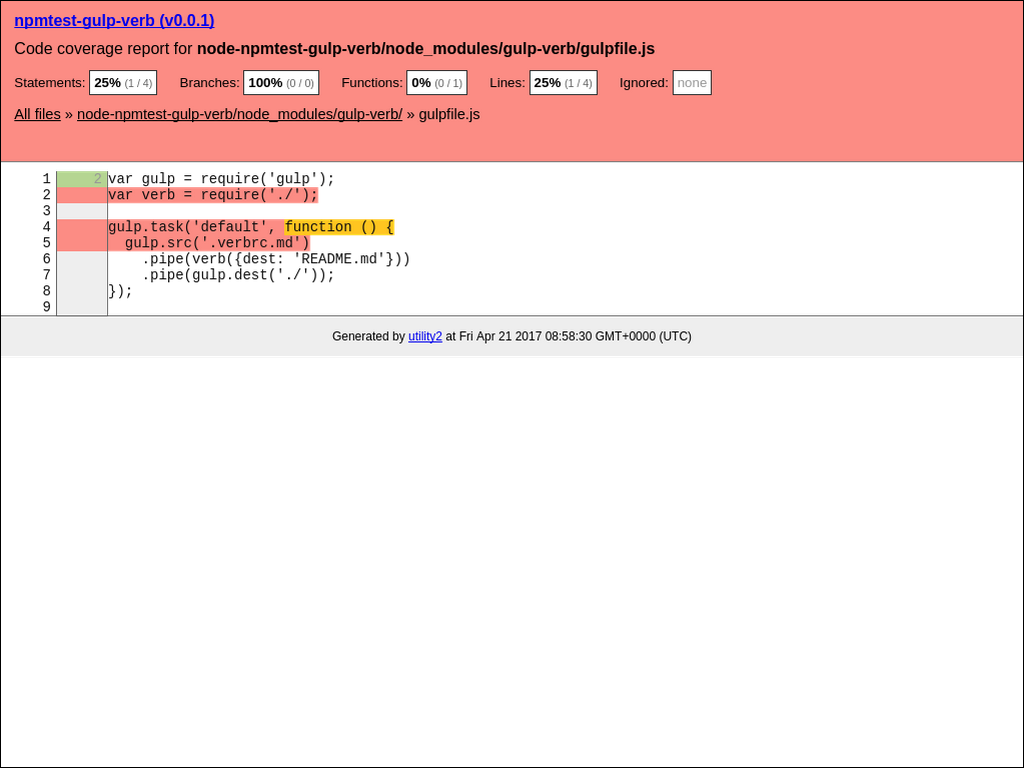 npmtest-gulp-verb (v0.0.1)
Code coverage report for node-npmtest-gulp-verb/node_modules/gulp-verb/gulpfile.js
Statements: 25% (1 / 4) Branches: 100% (0 / 0) Functions: 0% (0 / 1) Lines: 25% (1 / 4) Ignored: none
All files » node-npmtest-gulp-verb/node_modules/gulp-verb/ » gulpfile.js
1 2 var gulp = require('gulp');
2 var verb = require('./');
3
4 gulp.task('default', function () {
5   gulp.src('.verbrc.md')
6     .pipe(verb({dest: 'README.md'}))
7     .pipe(gulp.dest('./'));
8 });
9
Generated by utility2 at Fri Apr 21 2017 08:58:30 GMT+0000 (UTC)